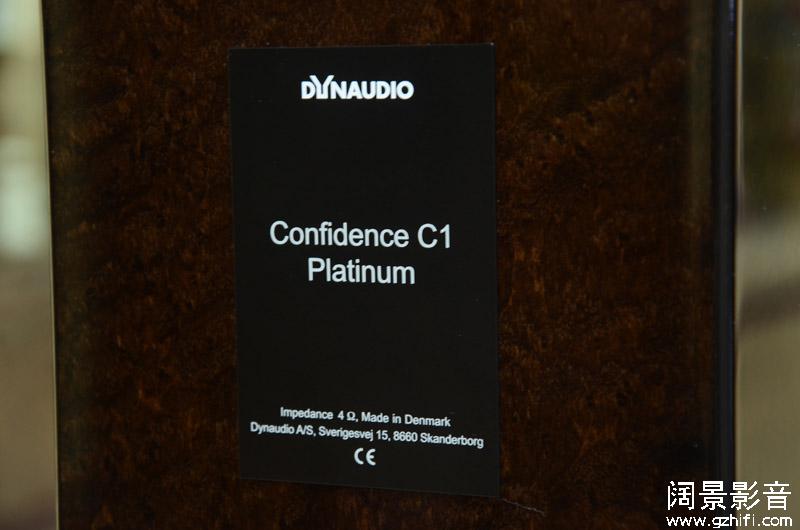 DYNAUDIO
Confidence C1
Platinum
Impedance 4 Ω, Made in Denmark
Dynaudio A/S, Sverigesvej 15, 8660 Skanderborg
CE
阔景影音
www.gzhifi.com